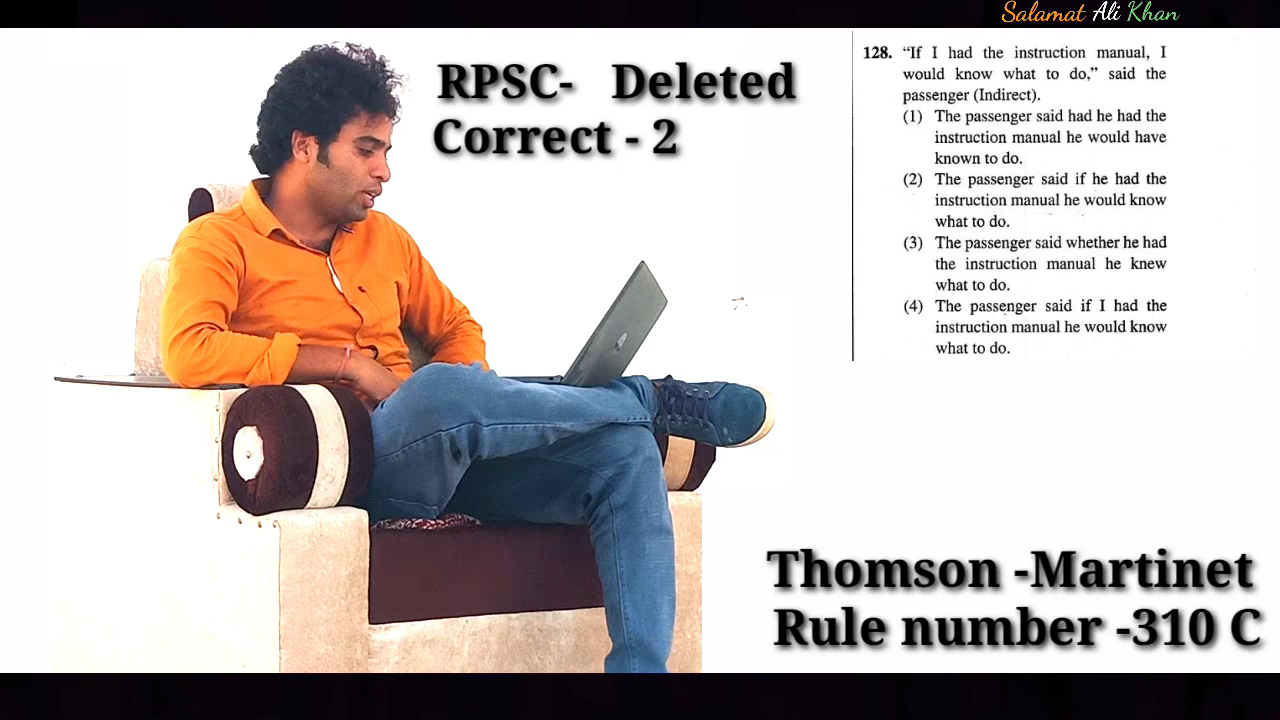 Salamat Ali Khan
RPSC- Deleted
Correct - 2
128. “If I had the instruction manual, I
would know what to do,” said the
passenger (Indirect).
(1) The passenger said had he had the
instruction manual he would have
known to do.
(2) The passenger said if he had the
instruction manual he would know
what to do.
(3) The passenger said whether he had
the instruction manual he knew
what to do.
(4) The passenger said if I had the
instruction manual he would know
what to do.
Thomson -Martinet
Rule number -310 C